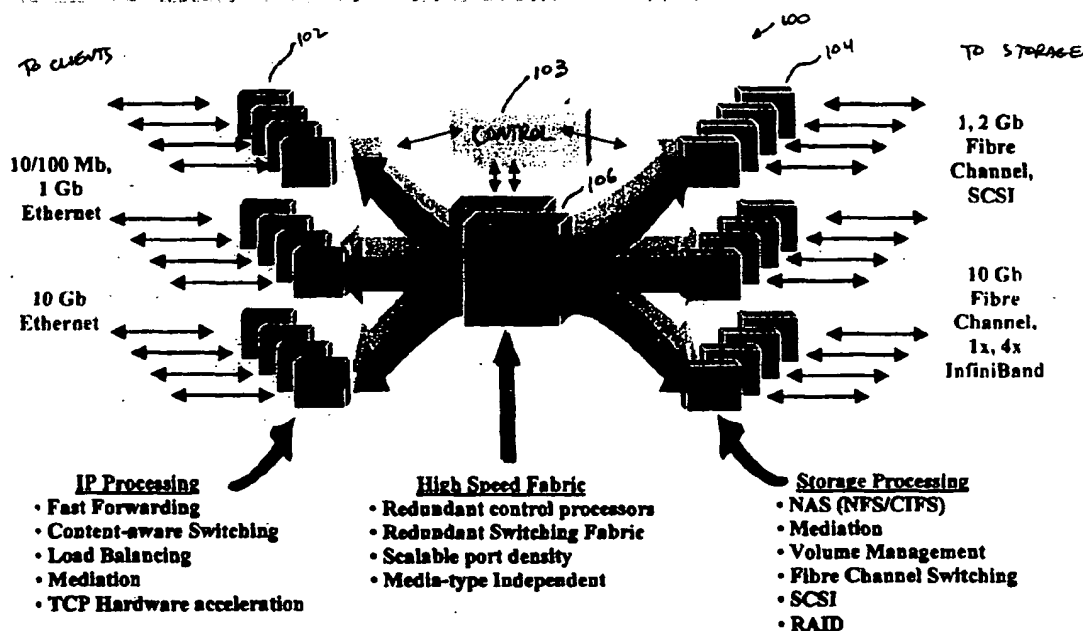 102
103
100
104
TO CLIENTS
TO STORAGE
CONTROL
106
10/100 Mb,
1 Gb
Ethernet
10 Gb
Ethernet
1, 2 Gb
Fibre
Channel,
SCSI
10 Gb
Fibre
Channel,
1x, 4x
InfiniBand
IP Processing
• Fast Forwarding
• Content-aware Switching
• Load Balancing
• Mediation
• TCP Hardware acceleration
High Speed Fabric
• Redundant control processors
• Redundant Switching Fabric
• Scalable port density
• Media-type Independent
Storage Processing
• NAS (NFS/CIFS)
• Mediation
• Volume Management
• Fibre Channel Switching
• SCSI
• RAID